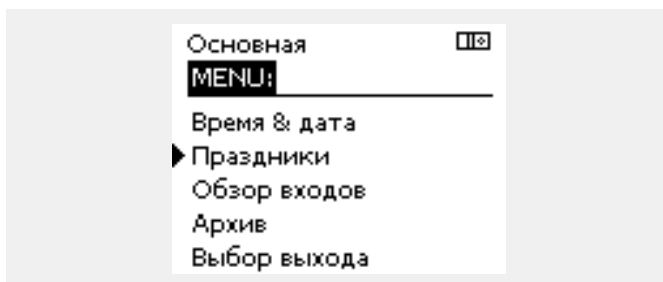 Основная
MENU:
Время & дата
Праздники
Обзор входов
Архив
Выбор выхода